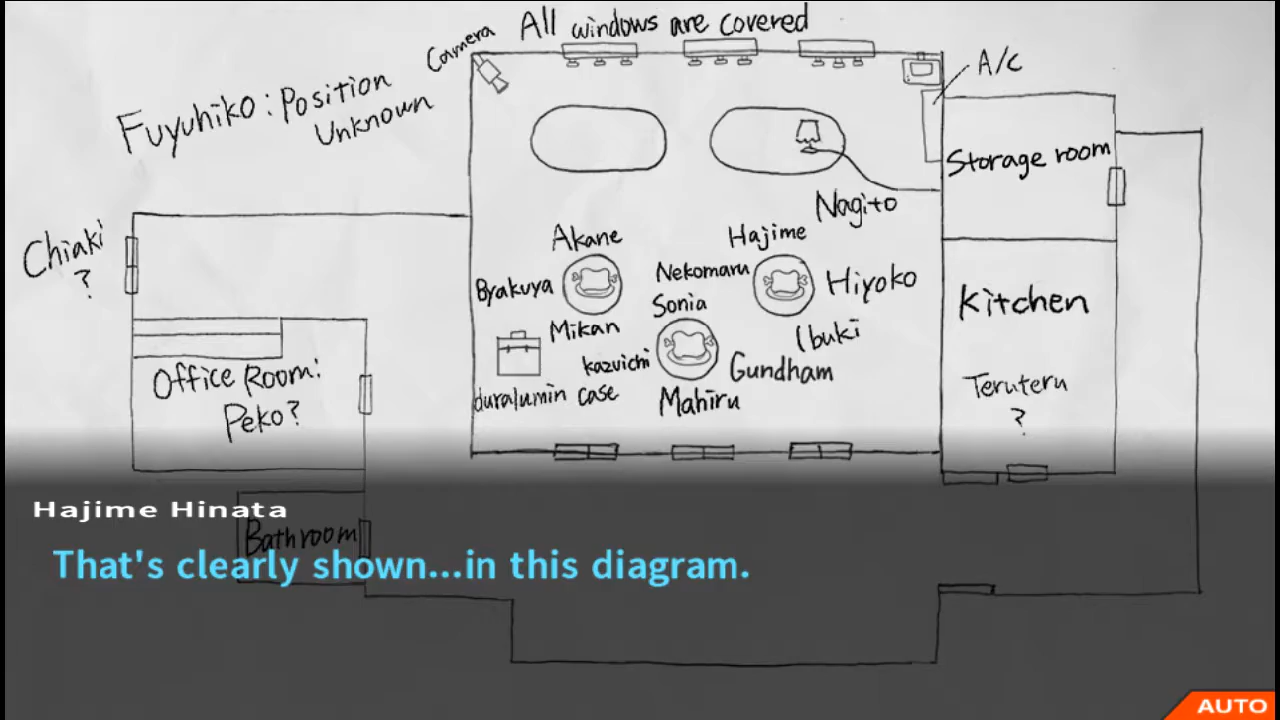 All windows are covered
Camera
A/C
Fuyuhiko: Position
Unknown
Storage room
Nagito
Chiaki
?
Akane
Hajime
Byakuya
Nekomaru
Hiyoko
Sonia
Kitchen
Mikan
Ibuki
kazuichi
Gundham
Office Room:
Peko?
duralumin case
Mahiru
Teruteru
?
Hajime Hinata
Bathroom
That's clearly shown...in this diagram.
AUTO